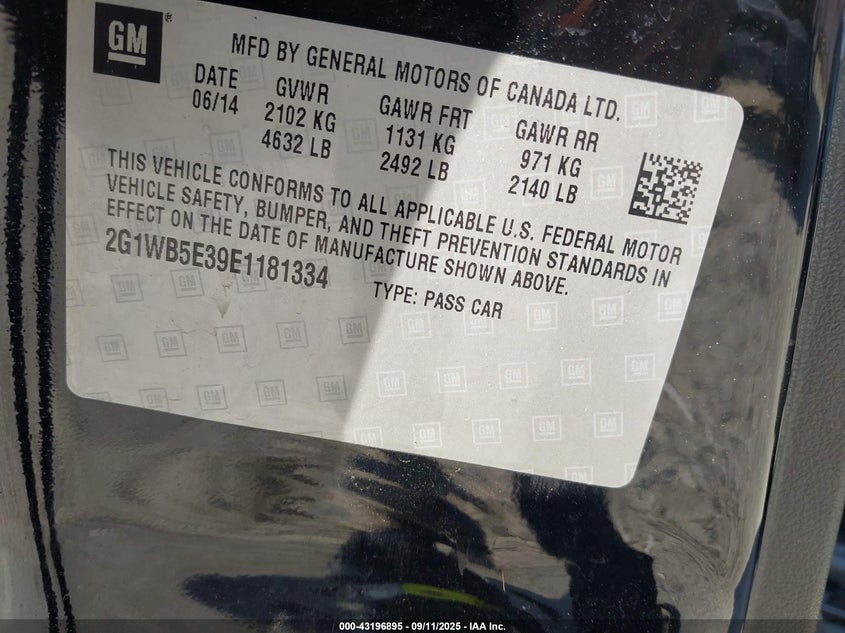 GM
MFD BY GENERAL MOTORS OF CANADA LTD.
DATE GVWR GAWR FRT GAWR RR
06/14 2102 KG 1131 KG 971 KG
4632 LB 2492 LB 2140 LB
THIS VEHICLE CONFORMS TO ALL APPLICABLE U.S. FEDERAL MOTOR
VEHICLE SAFETY, BUMPER, AND THEFT PREVENTION STANDARDS IN
EFFECT ON THE DATE OF MANUFACTURE SHOWN ABOVE.
2G1WB5E39E1181334 TYPE: PASS CAR
000-43196895 - 09/11/2025 - IAA Inc.